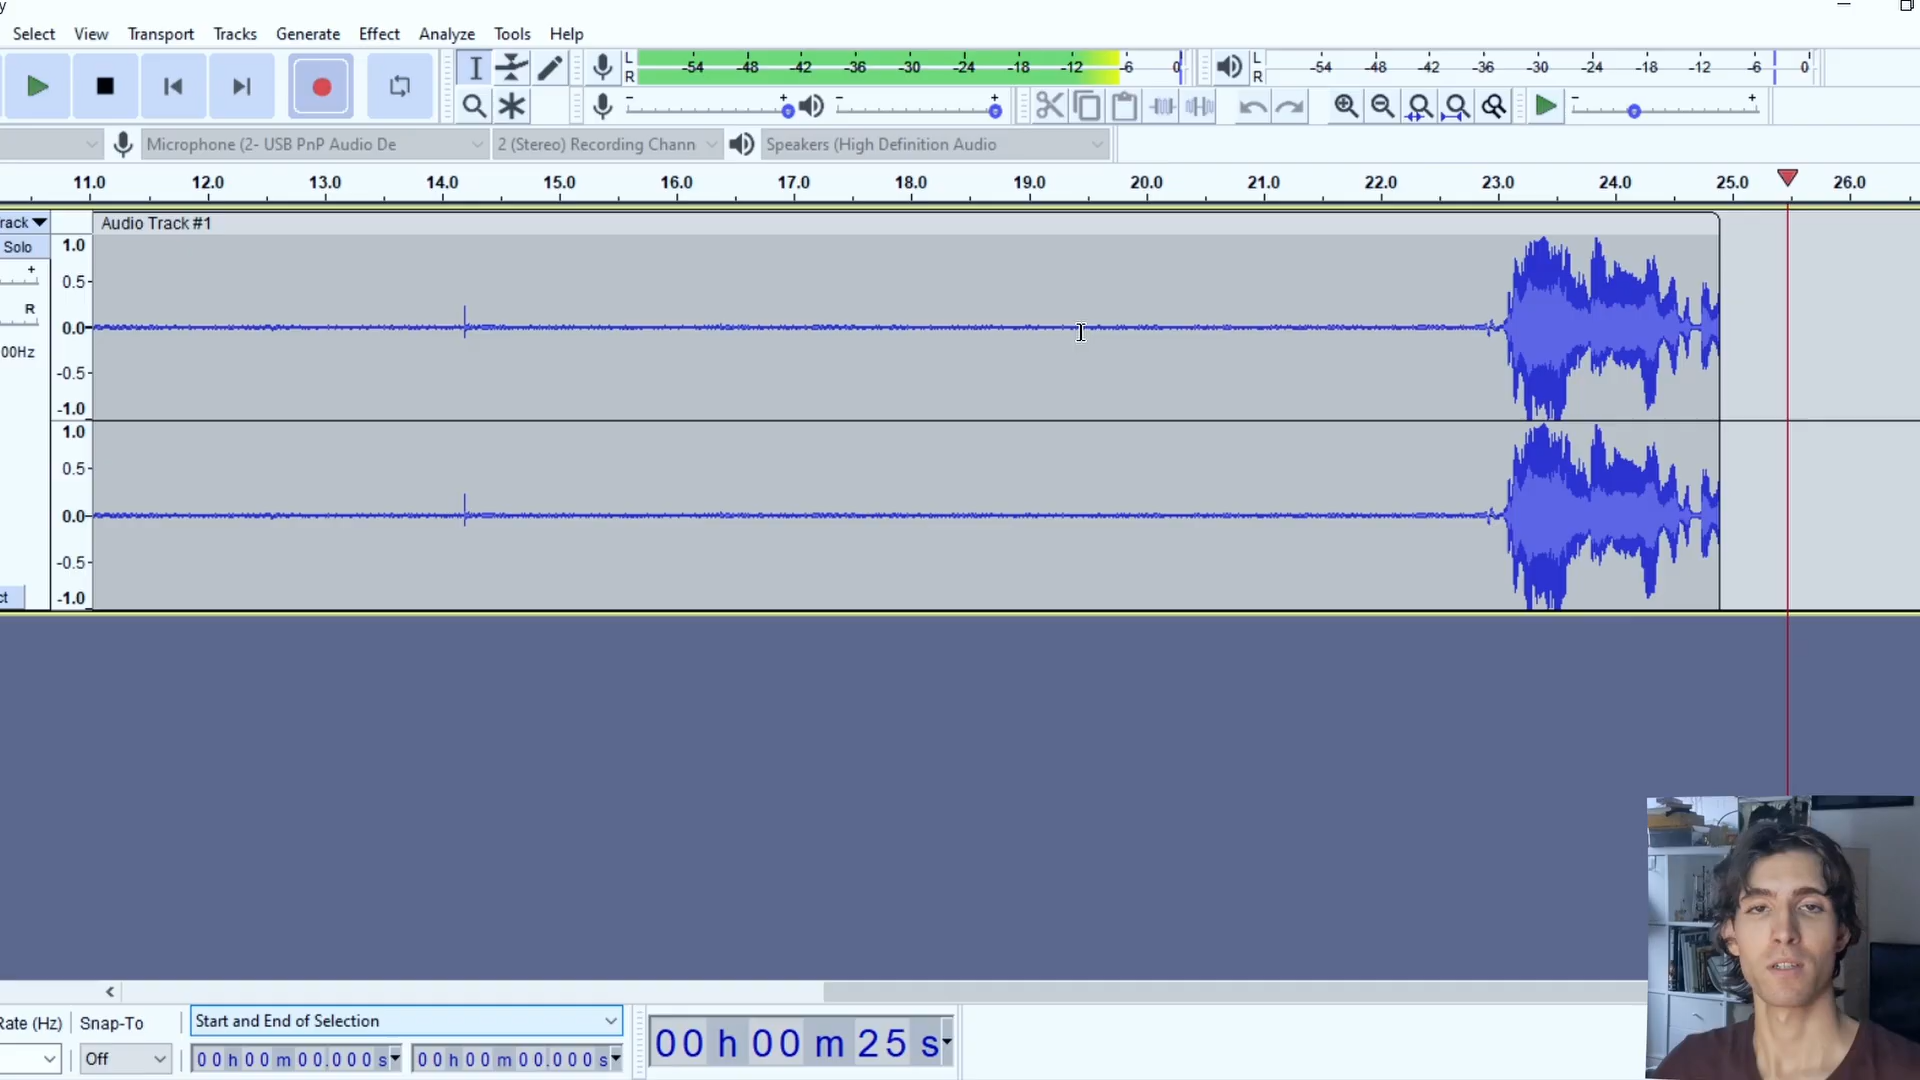 y
Select View Transport Tracks Generate Effect Analyze Tools Help
L -54 -48 -42 -36 -30 -24 -18 -12 -6 0 L -54 -48 -42 -36 -30 -24 -18 -12 -6 0
R R
- + - + - +
Microphone (2- USB PnP Audio De 2 (Stereo) Recording Chann Speakers (High Definition Audio
11.0 12.0 13.0 14.0 15.0 16.0 17.0 18.0 19.0 20.0 21.0 22.0 23.0 24.0 25.0 26.0
rack Audio Track #1
Solo 1.0
+ 0.5
R 0.0
00Hz -0.5
-1.0
1.0
0.5
0.0
-0.5
ct -1.0
Rate (Hz) Snap-To Start and End of Selection
Off 00 h 00 m 00.000 s 00 h 00 m 00.000 s 00 h 00 m 25 s